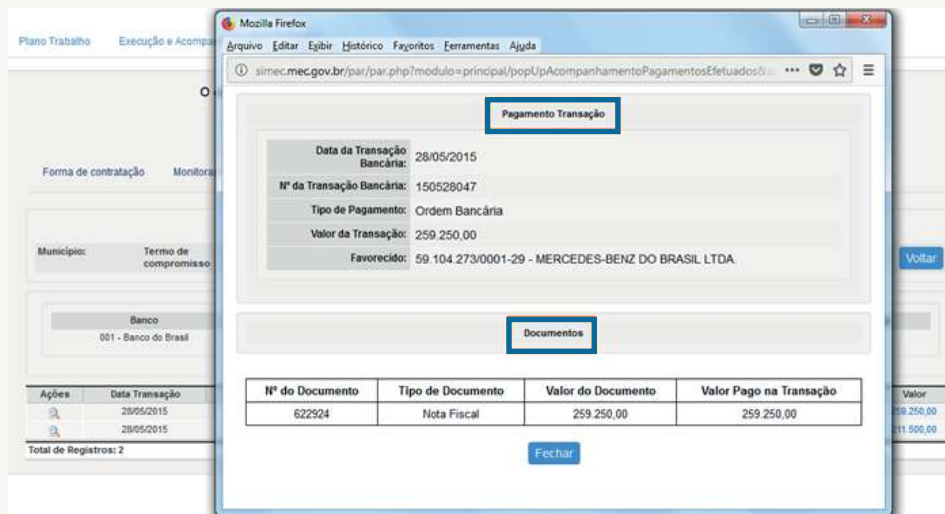 Mozilla Firefox
Arquivo Editar Exibir Histórico Favoritos Ferramentas Ajuda
simec.mec.gov.br/par/par.php?modulo=principal/popUpAcompanhamentoPagamentosEfetuados&
Plano Trabalho Execução e Acompa
O
Forma de contratação Monitora
Município: Termo de compromisso
Voltar
Banco
001 - Banco do Brasil
Ações Data Transação Valor
28/05/2015 259.250,00
28/05/2015 211.500,00
Total de Registros: 2
Pagamento Transação
Data da Transação Bancária: 28/05/2015
Nº da Transação Bancária: 150528047
Tipo de Pagamento: Ordem Bancária
Valor da Transação: 259.250,00
Favorecido: 59.104.273/0001-29 - MERCEDES-BENZ DO BRASIL LTDA.
Documentos
Nº do Documento Tipo de Documento Valor do Documento Valor Pago na Transação
622924 Nota Fiscal 259.250,00 259.250,00
Fechar